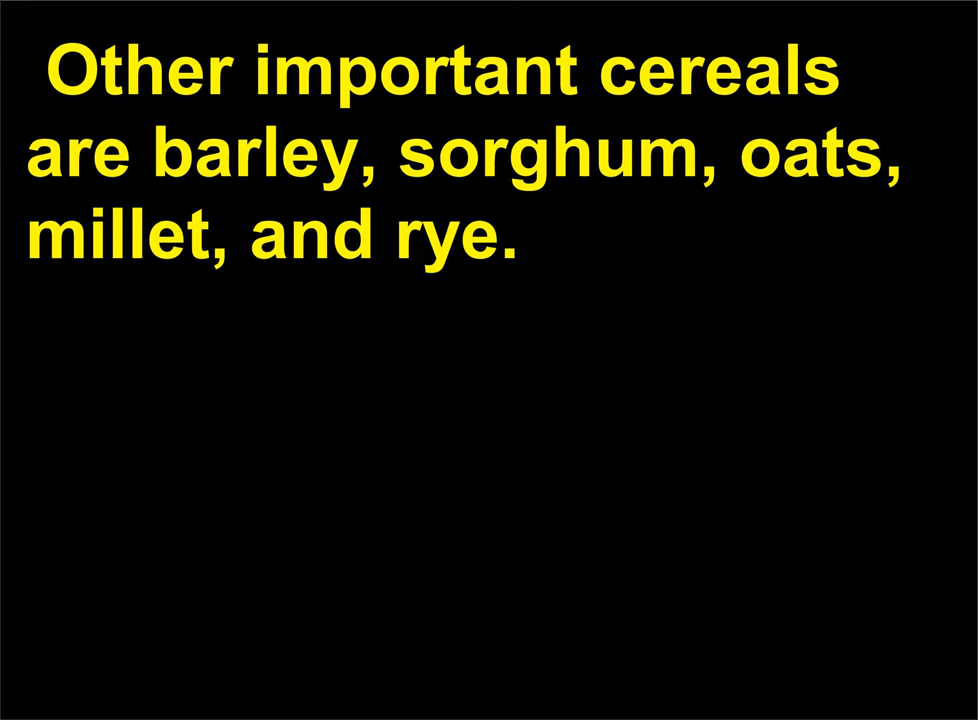 Other important cereals
are barley, sorghum, oats,
millet, and rye.